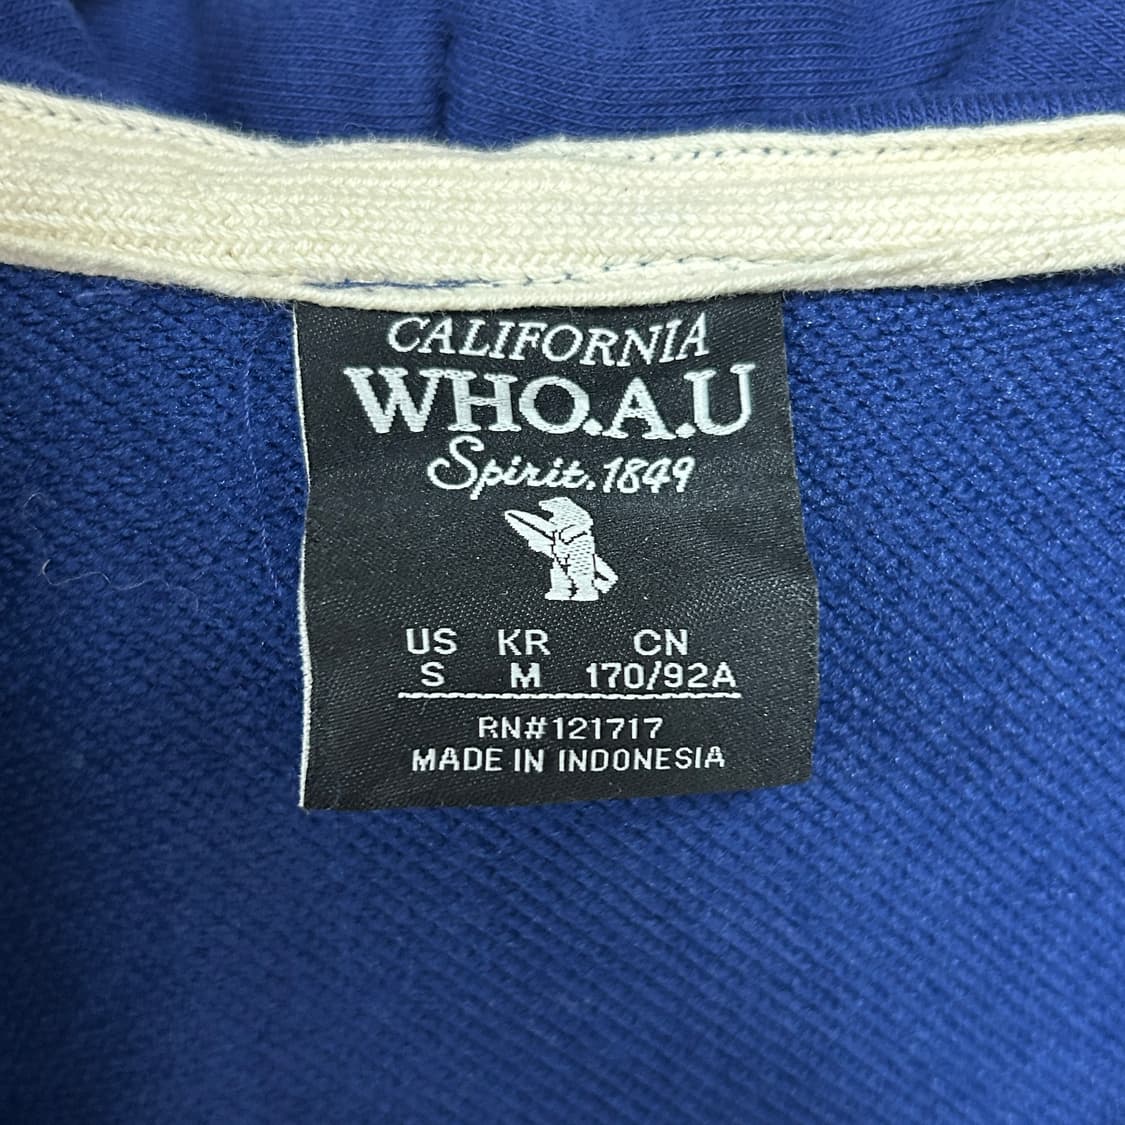 CALIFORNIA
WHO.A.U
Spirit.1849
US KR CN
S M 170/92A
RN#121717
MADE IN INDONESIA